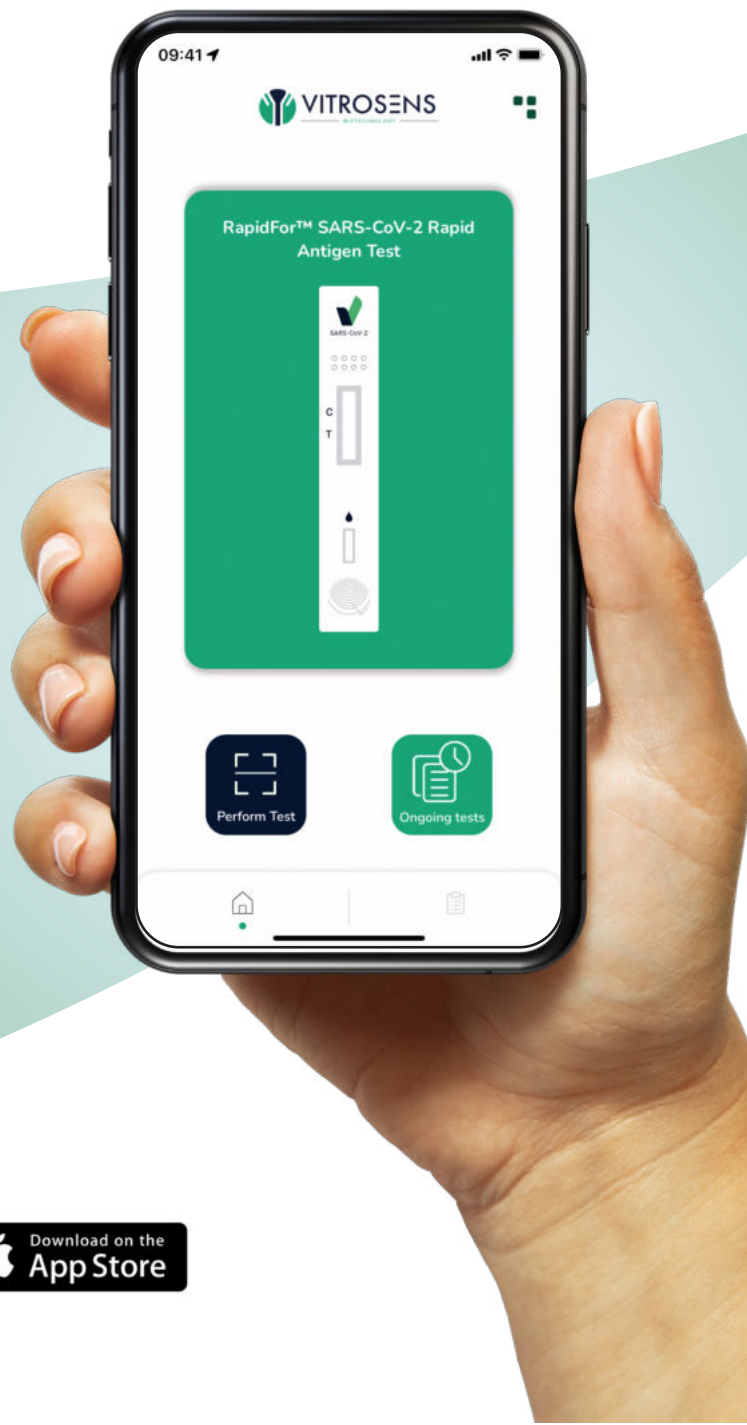 09:41
VITROSENS
BIOTECHNOLOGY
RapidFor™ SARS-CoV-2 Rapid
Antigen Test
SARS-CoV-2
C
T
Perform Test
Ongoing tests
Download on the
App Store